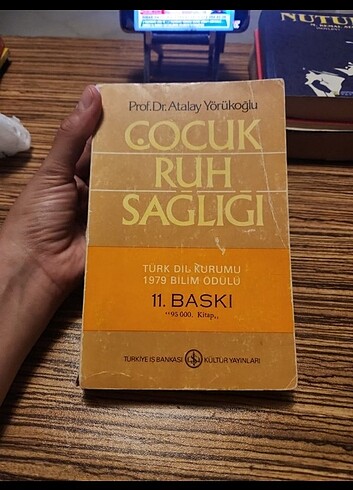 NUTU
Prof.Dr. Atalay Yörükoğlu
ÇOCUK
RUH
SAĞLIĞI
TÜRK DİL KURUMU
1979 BİLİM ÖDÜLÜ
11. BASKI
"95 000. Kitap,,
TÜRKİYE İŞ BANKASI KÜLTÜR YAYINLARI